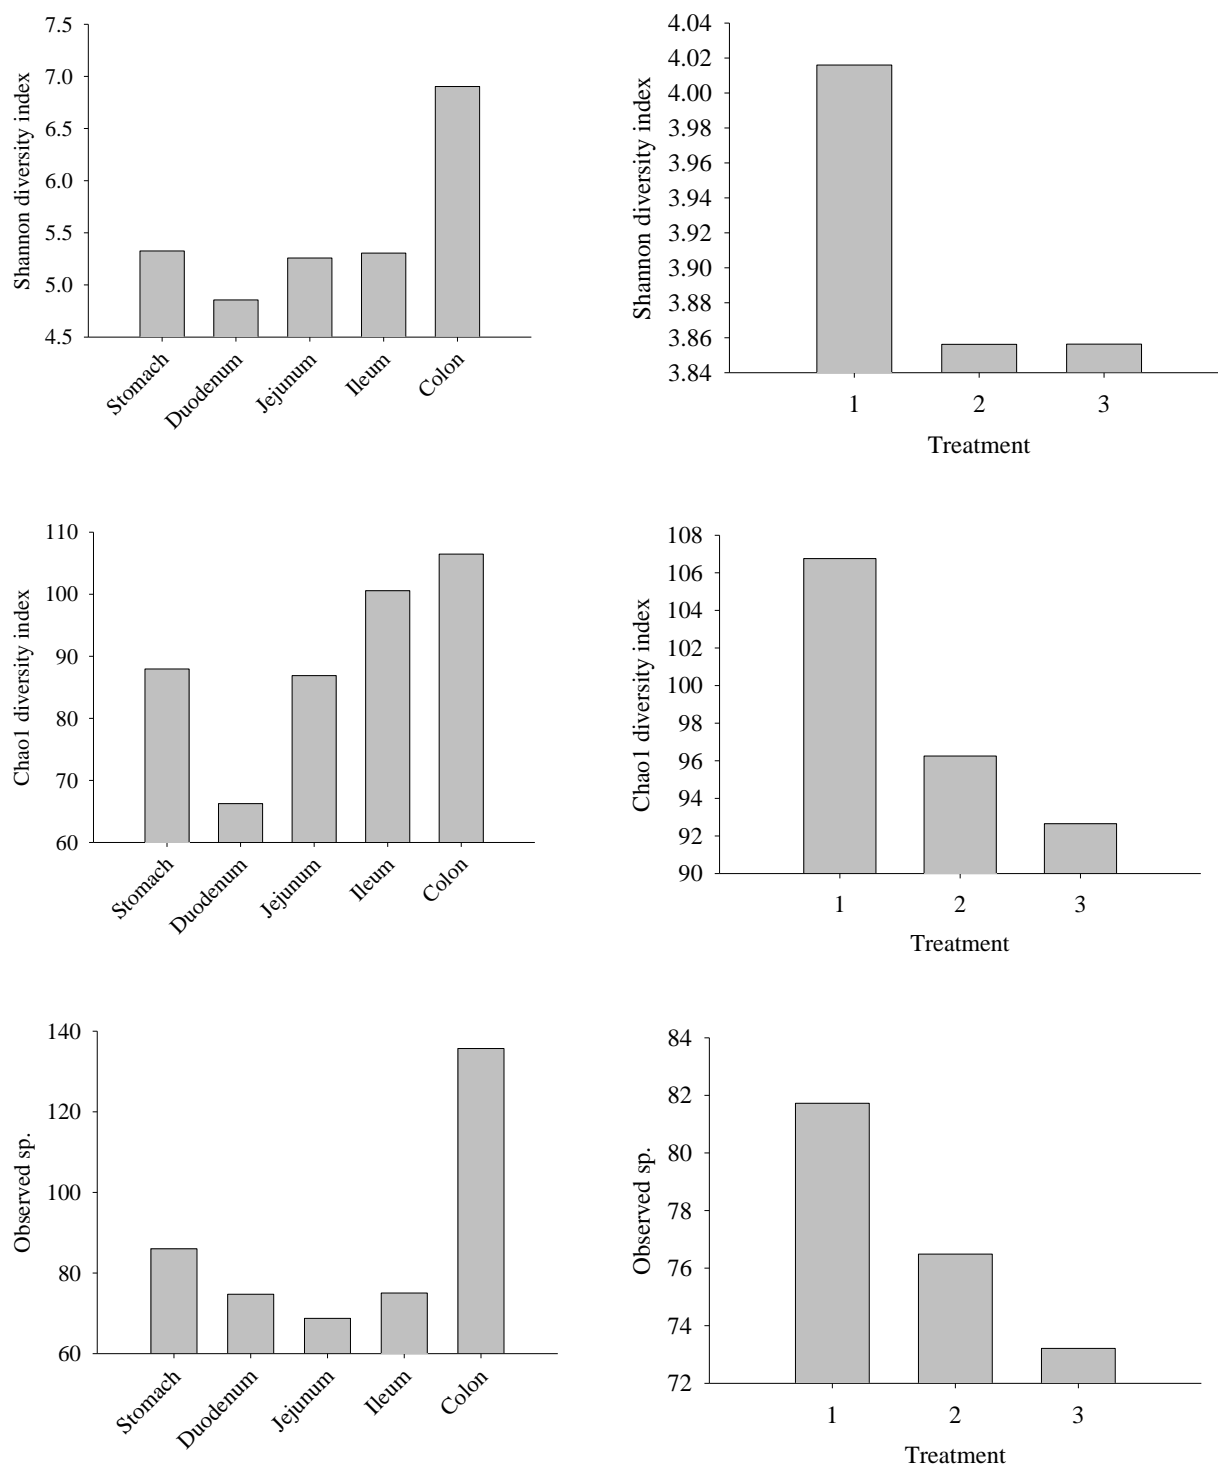 Shannon diversity index
7.5
7.0
6.5
6.0
5.5
5.0
4.5
Stomach
Duodenum
Jejunum
Ileum
Colon
Shannon diversity index
4.04
4.02
4.00
3.98
3.96
3.94
3.92
3.90
3.88
3.86
3.84
1 2 3
Treatment
Chao1 diversity index
110
100
90
80
70
60
Stomach
Duodenum
Jejunum
Ileum
Colon
Chao1 diversity index
108
106
104
102
100
98
96
94
92
90
1 2 3
Treatment
Observed sp.
140
120
100
80
60
Stomach
Duodenum
Jejunum
Ileum
Colon
Observed sp.
84
82
80
78
76
74
72
1 2 3
Treatment